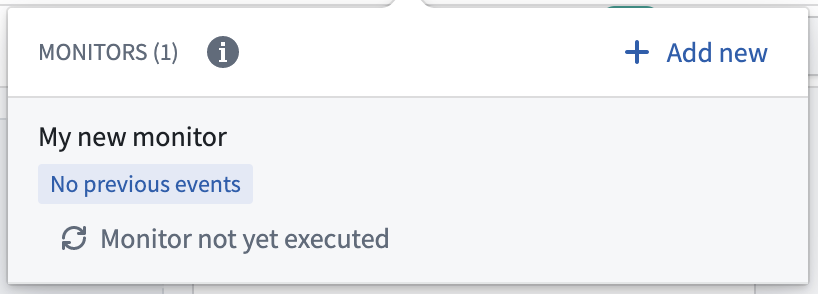 MONITORS (1)
Add new
My new monitor
No previous events
Monitor not yet executed